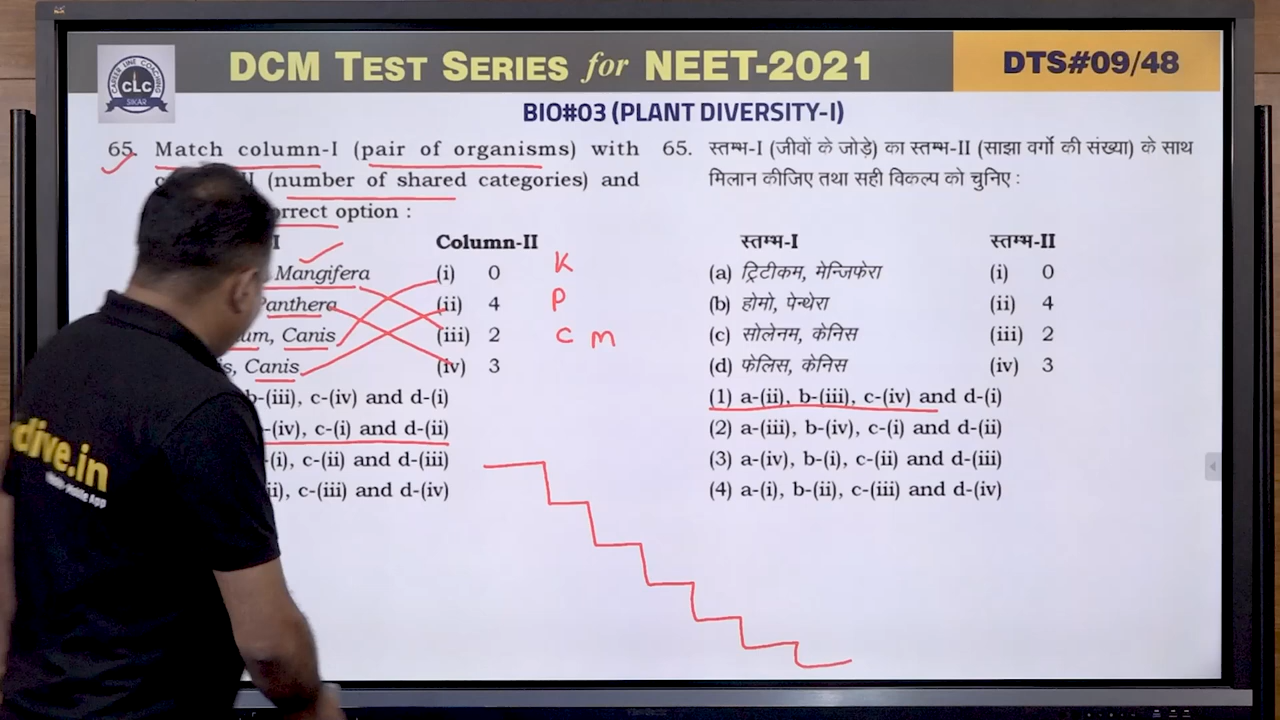 DCM TEST SERIES for NEET-2021
DTS#09/48
CAREER LINE COACHING
CLC
SIKAR
BIO#03 (PLANT DIVERSITY-I)
65. Match column-I (pair of organisms) with
(number of shared categories) and
orrect option :
I Column-II
Mangifera (i) 0 K
Panthera (ii) 4 P
um, Canis (iii) 2 C M
s, Canis (iv) 3
b-(iii), c-(iv) and d-(i)
-(iv), c-(i) and d-(ii)
-(i), c-(ii) and d-(iii)
ii), c-(iii) and d-(iv)
65. स्तम्भ-I (जीवों के जोड़े) का स्तम्भ-II (साझा वर्गों की संख्या) के साथ
मिलान कीजिए तथा सही विकल्प को चुनिए :
स्तम्भ-I स्तम्भ-II
(a) ट्रिटीकम, मेन्जिफेरा (i) 0
(b) होमो, पेन्थेरा (ii) 4
(c) सोलेनम, केनिस (iii) 2
(d) फेलिस, केनिस (iv) 3
(1) a-(ii), b-(iii), c-(iv) and d-(i)
(2) a-(iii), b-(iv), c-(i) and d-(ii)
(3) a-(iv), b-(i), c-(ii) and d-(iii)
(4) a-(i), b-(ii), c-(iii) and d-(iv)
dive.in